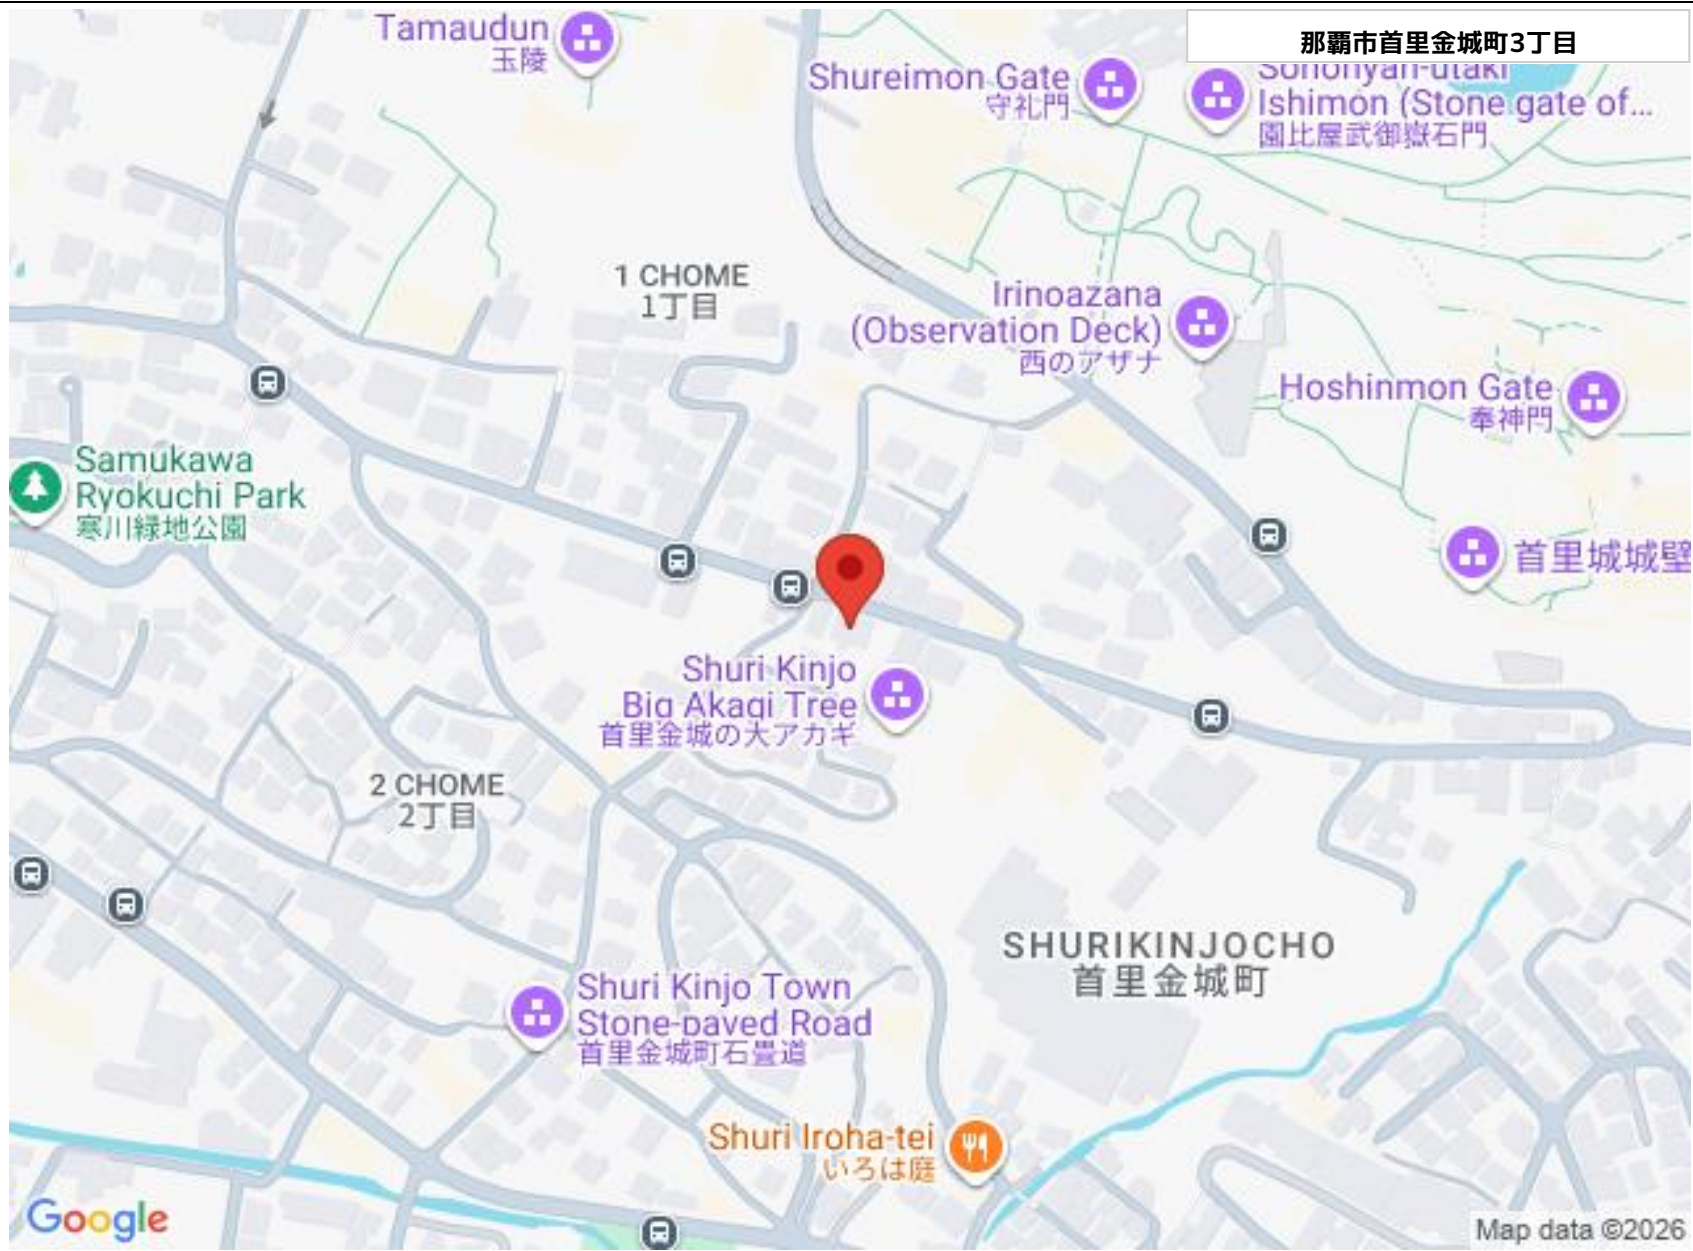 那覇市首里金城町3丁目
Tamaudun
玉陵
Shureimon Gate
守礼門
Ishimon (Stone gate of...
園比屋武御嶽石門
1 CHOME
1丁目
Irinoazana
(Observation Deck)
西のアザナ
Hoshinmon Gate
奉神門
Samukawa
Ryokuchi Park
寒川緑地公園
首里城城壁
Shuri Kinjo
Big Akagi Tree
首里金城の大アカギ
2 CHOME
2丁目
SHURIKINJOCHO
首里金城町
Shuri Kinjo Town
Stone-paved Road
首里金城町石畳道
Shuri Iroha-tei
いろは庭
Google
Map data ©2026